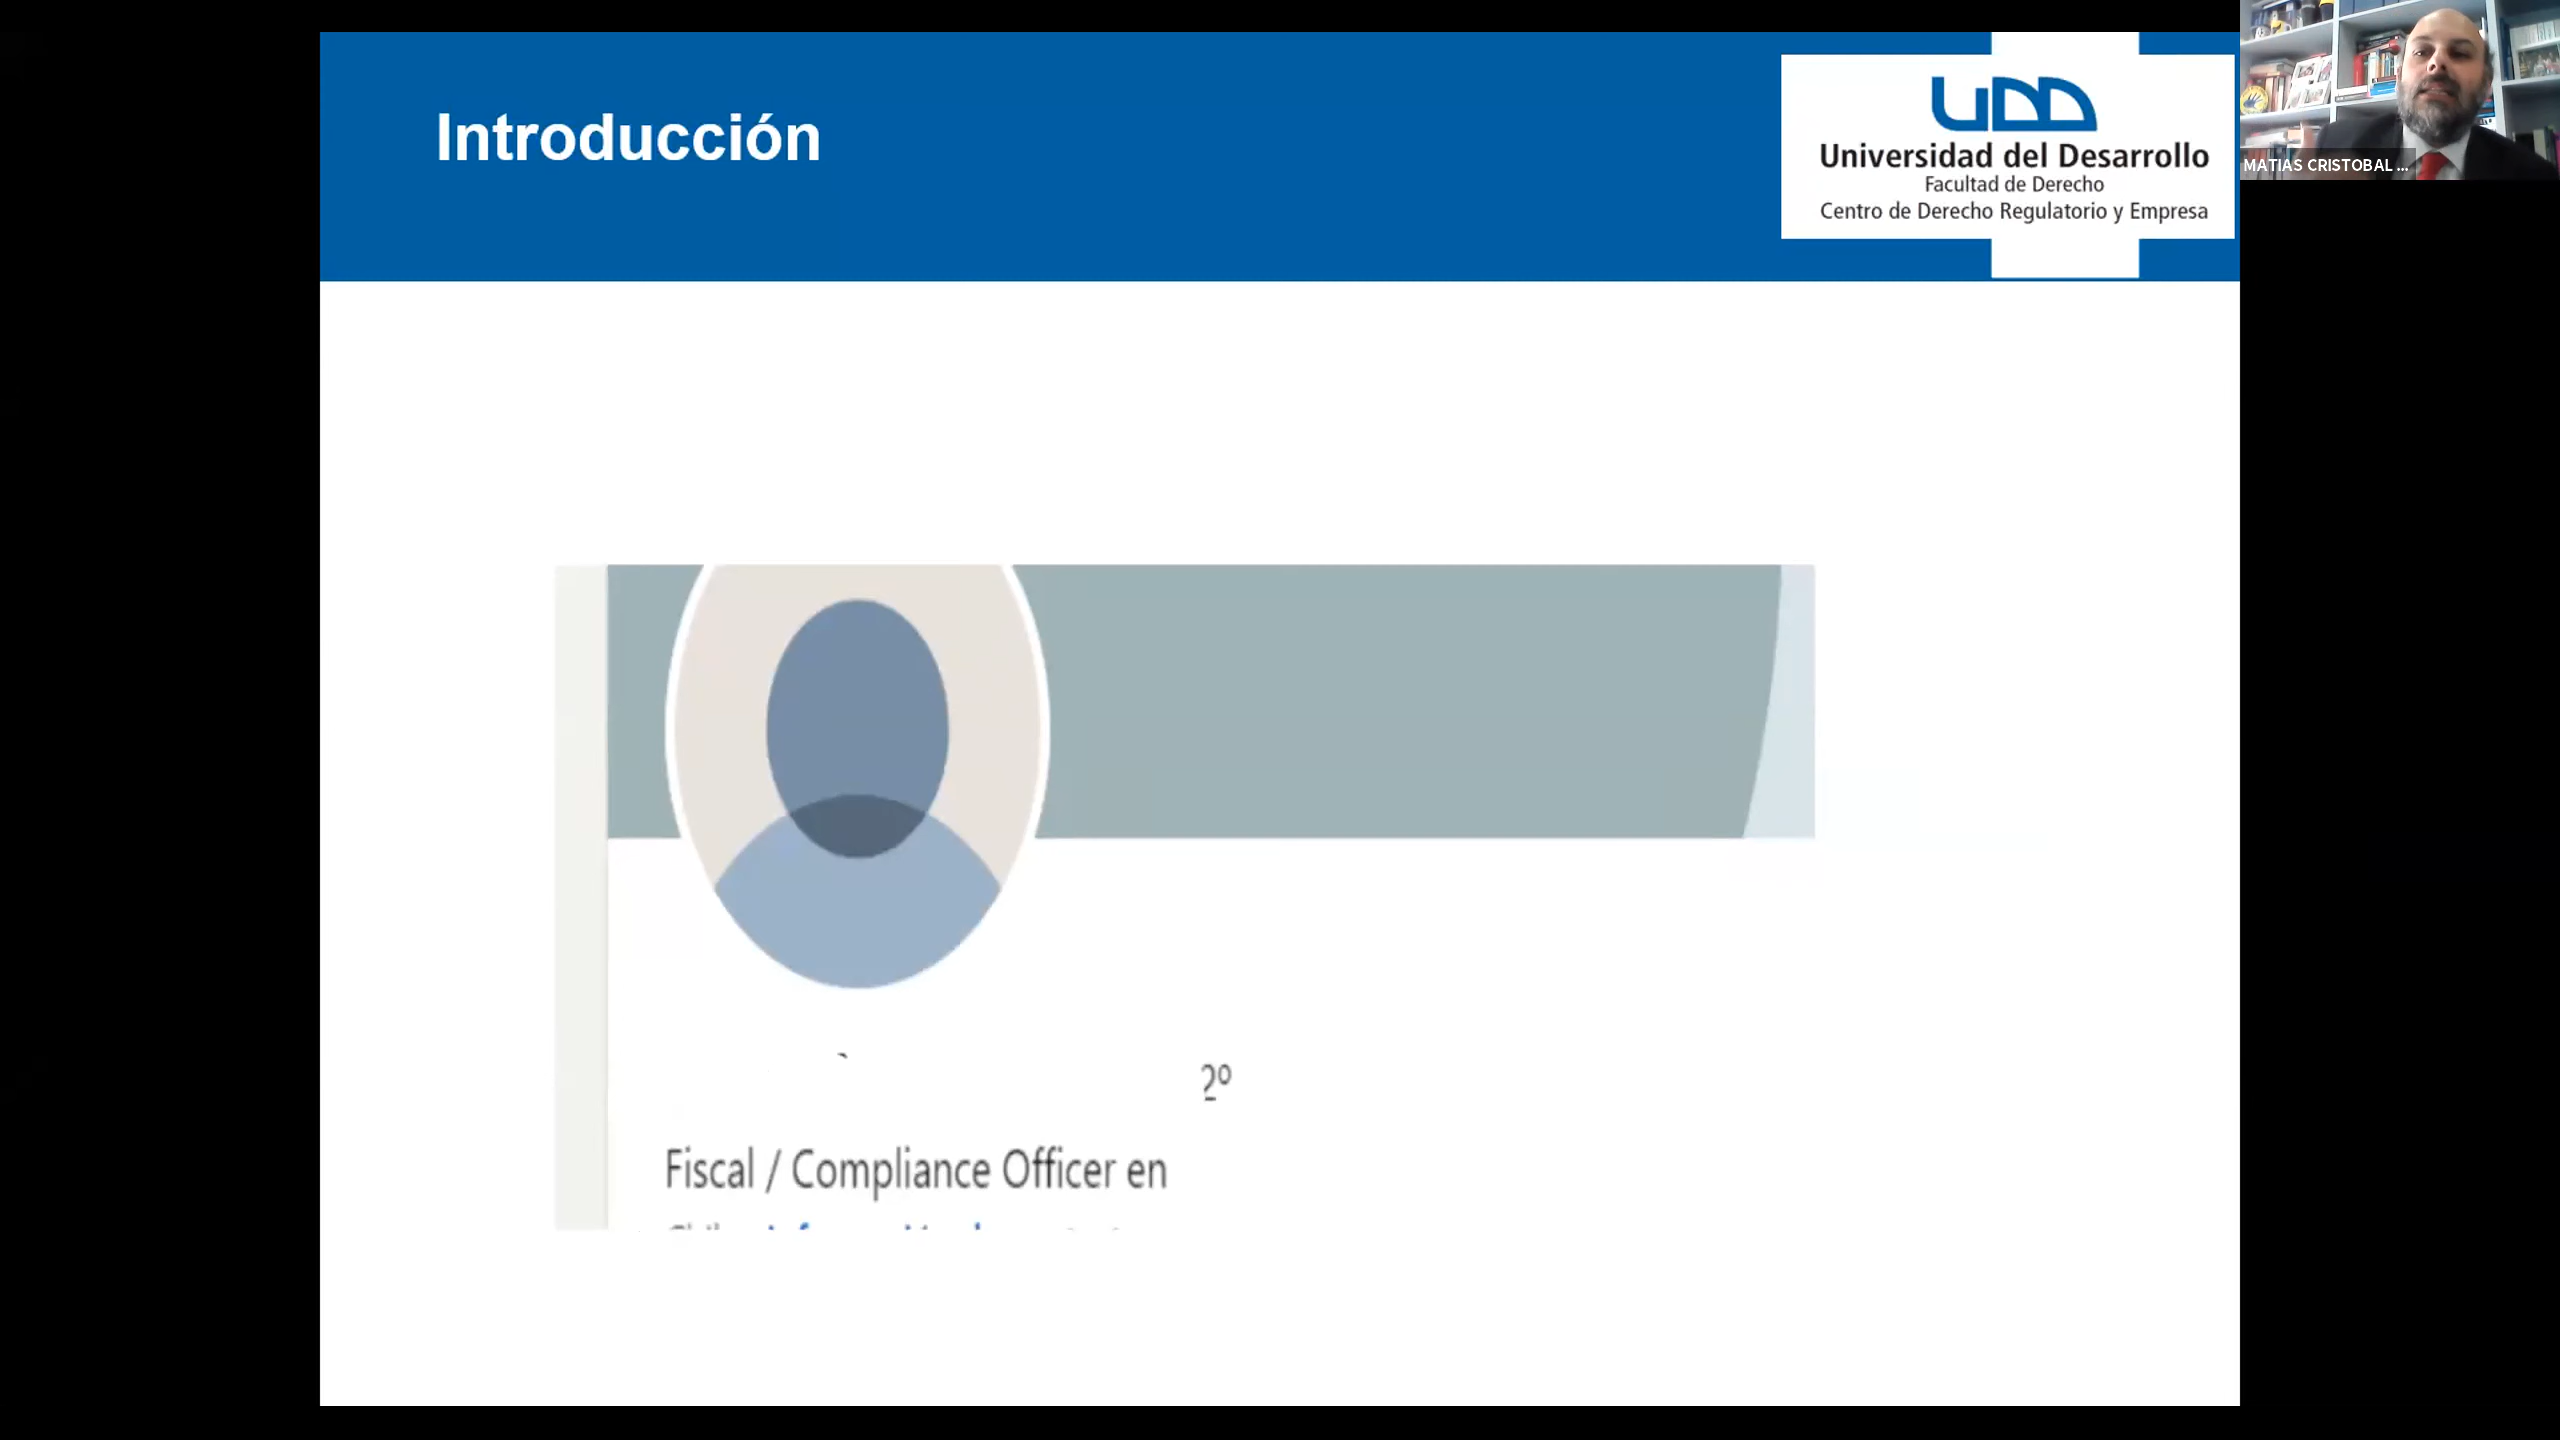 Introducción
UDD
Universidad del Desarrollo
Facultad de Derecho
Centro de Derecho Regulatorio y Empresa
MATIAS CRISTOBAL ...
2º
Fiscal / Compliance Officer en